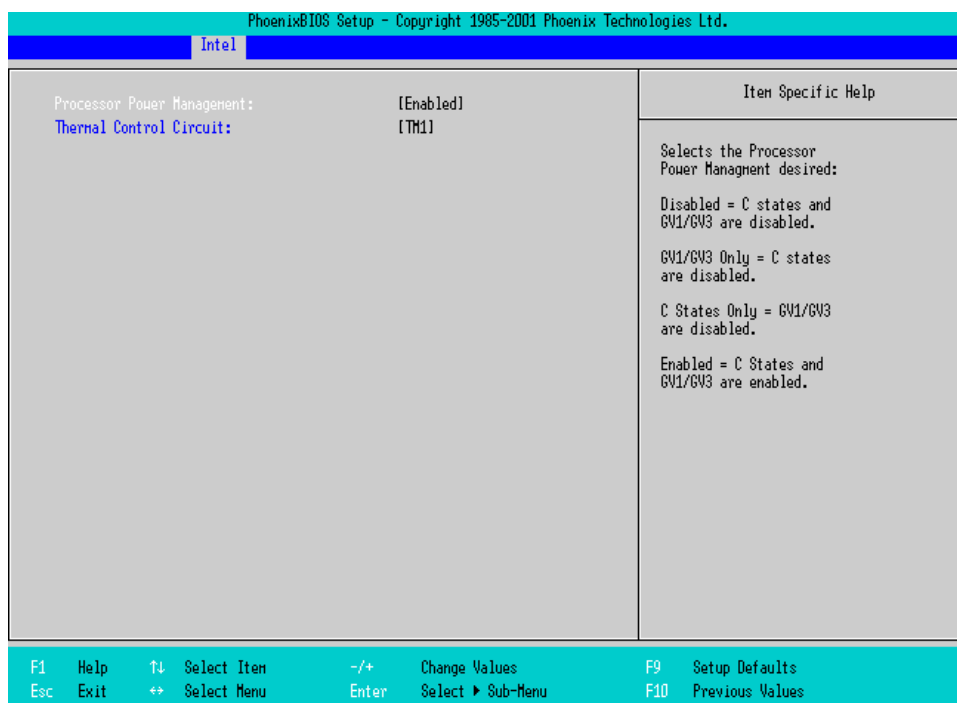 PhoenixBIOS Setup - Copyright 1985-2001 Phoenix Technologies Ltd.
Intel
Processor Power Management: [Enabled]
Thermal Control Circuit: [TM1]
Item Specific Help
Selects the Processor
Power Managment desired:
Disabled = C states and
GV1/GV3 are disabled.
GV1/GV3 Only = C states
are disabled.
C States Only = GV1/GV3
are disabled.
Enabled = C States and
GV1/GV3 are enabled.
F1 Help ↑↓ Select Item -/+ Change Values F9 Setup Defaults
Esc Exit ↔ Select Menu Enter Select ▶ Sub-Menu F10 Previous Values